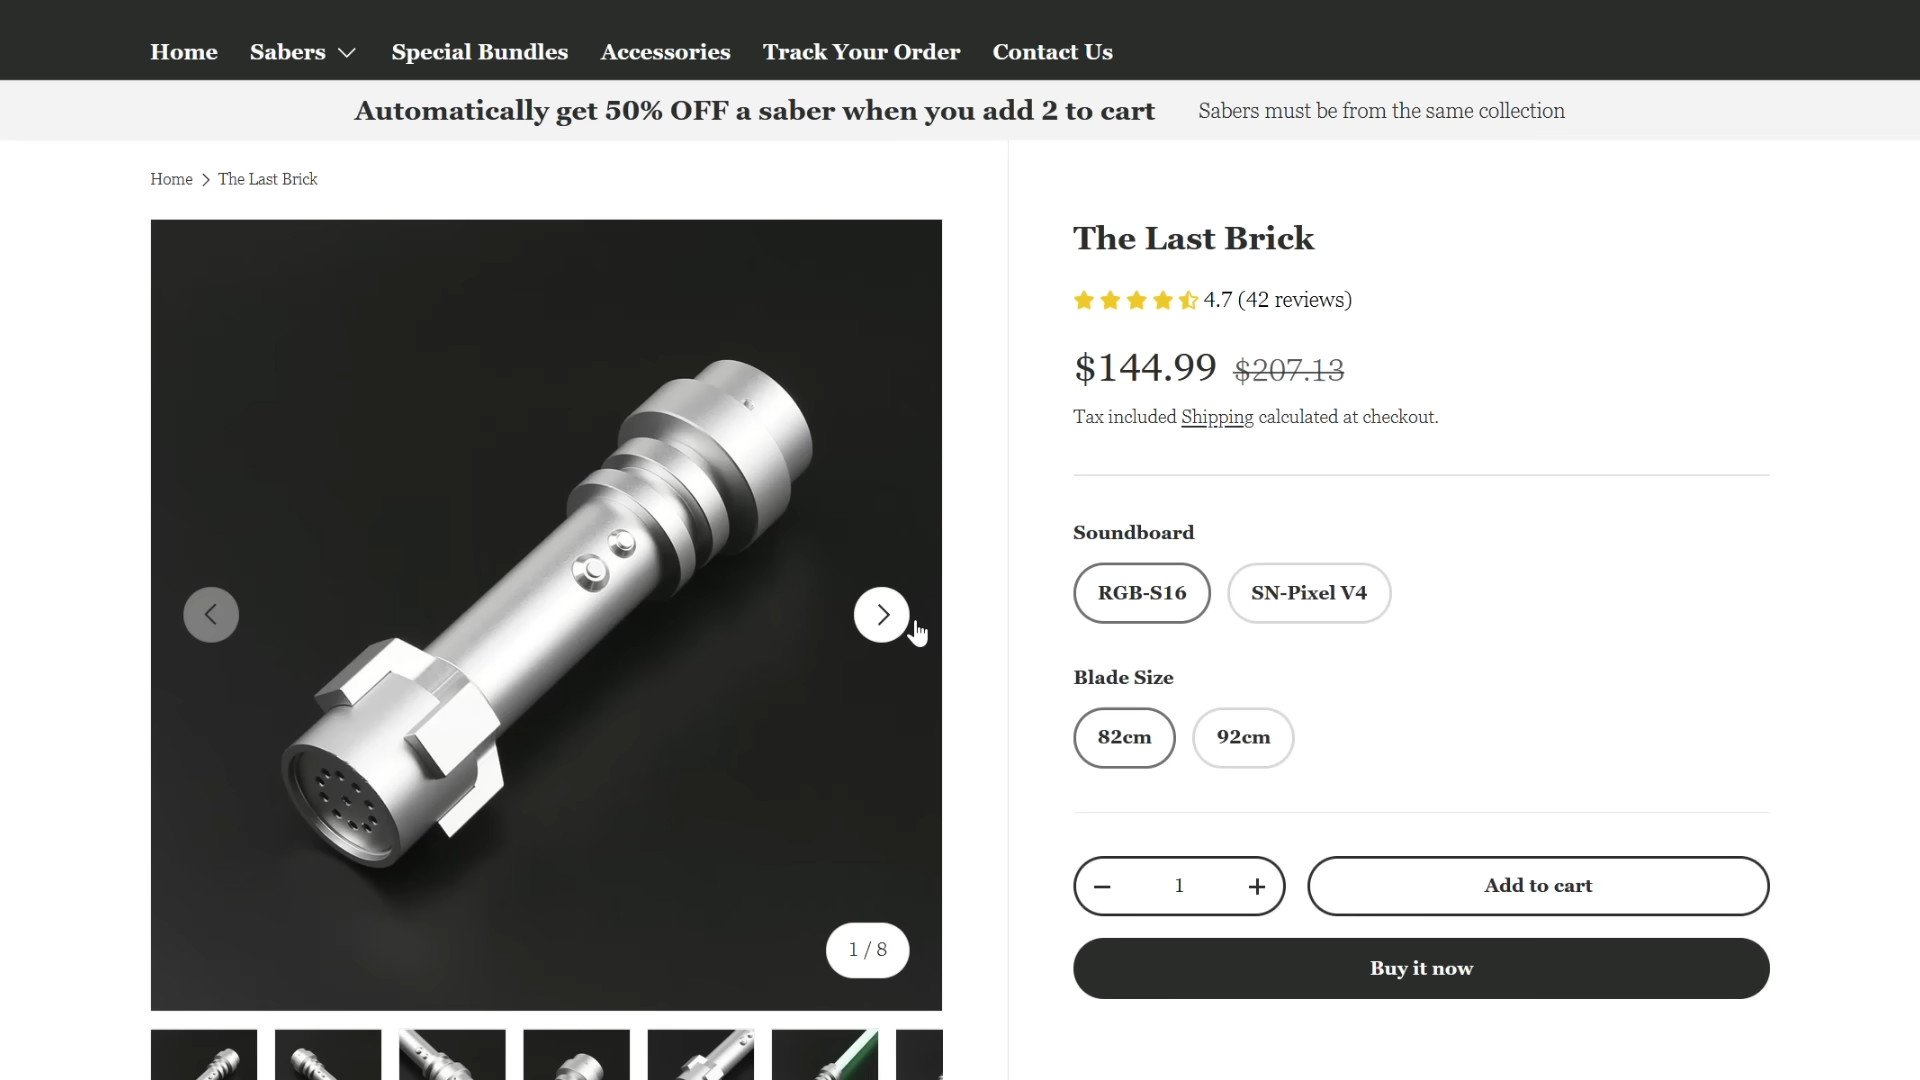 Home Sabers Special Bundles Accessories Track Your Order Contact Us
Automatically get 50% OFF a saber when you add 2 to cart Sabers must be from the same collection
Home > The Last Brick
The Last Brick
4.7 (42 reviews)
$144.99 $207.13
Tax included Shipping calculated at checkout.
Soundboard
RGB-S16 SN-Pixel V4
Blade Size
82cm 92cm
− 1 + Add to cart
Buy it now
1 / 8